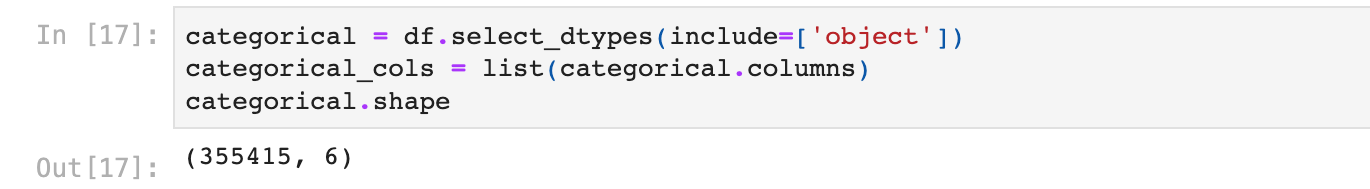 In [17]: categorical = df.select_dtypes(include=['object'])
categorical_cols = list(categorical.columns)
categorical.shape
Out[17]: (355415, 6)